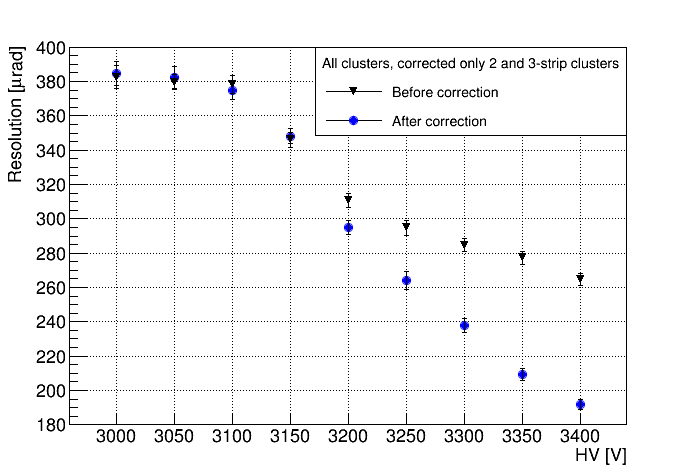 Resolution [μrad]
400
380
360
340
320
300
280
260
240
220
200
180
All clusters, corrected only 2 and 3-strip clusters
Before correction
After correction
3000 3050 3100 3150 3200 3250 3300 3350 3400
HV [V]